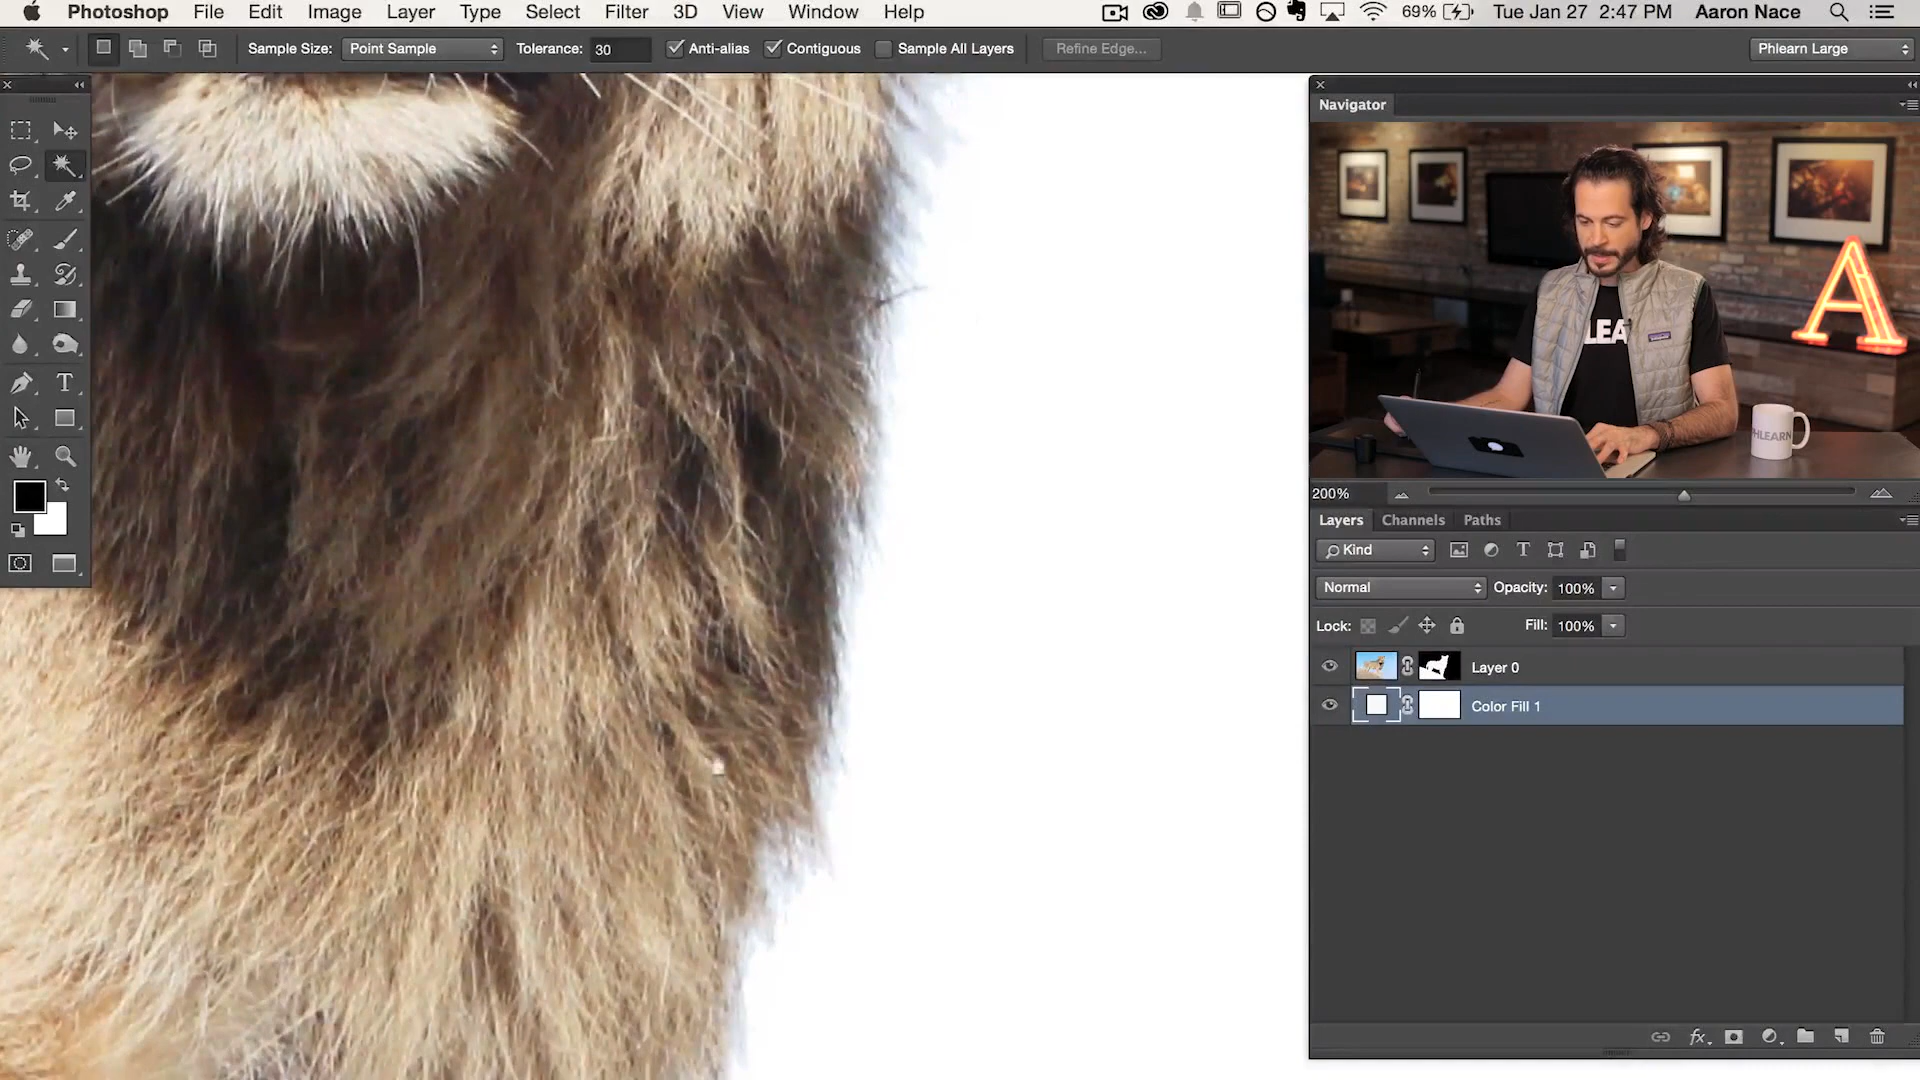 Photoshop File Edit Image Layer Type Select Filter 3D View Window Help 69% Tue Jan 27 2:47 PM Aaron Nace
Sample Size: Point Sample Tolerance: 30 Anti-alias Contiguous Sample All Layers Refine Edge... Phlearn Large
Navigator
A
LEA
PHLEARN
200%
Layers Channels Paths
Kind
Normal Opacity: 100%
Lock: Fill: 100%
Layer 0
Color Fill 1